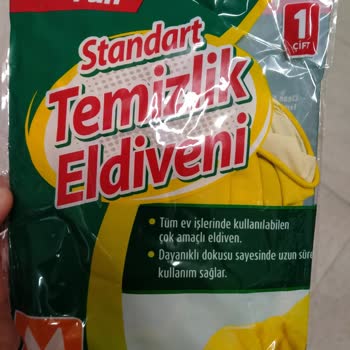 1
ÇİFT
Standart
Temizlik
Eldiveni
• Tüm ev işlerinde kullanılabilen
çok amaçlı eldiven.
• Dayanıklı dokusu sayesinde uzun süre
kullanım sağlar.
M